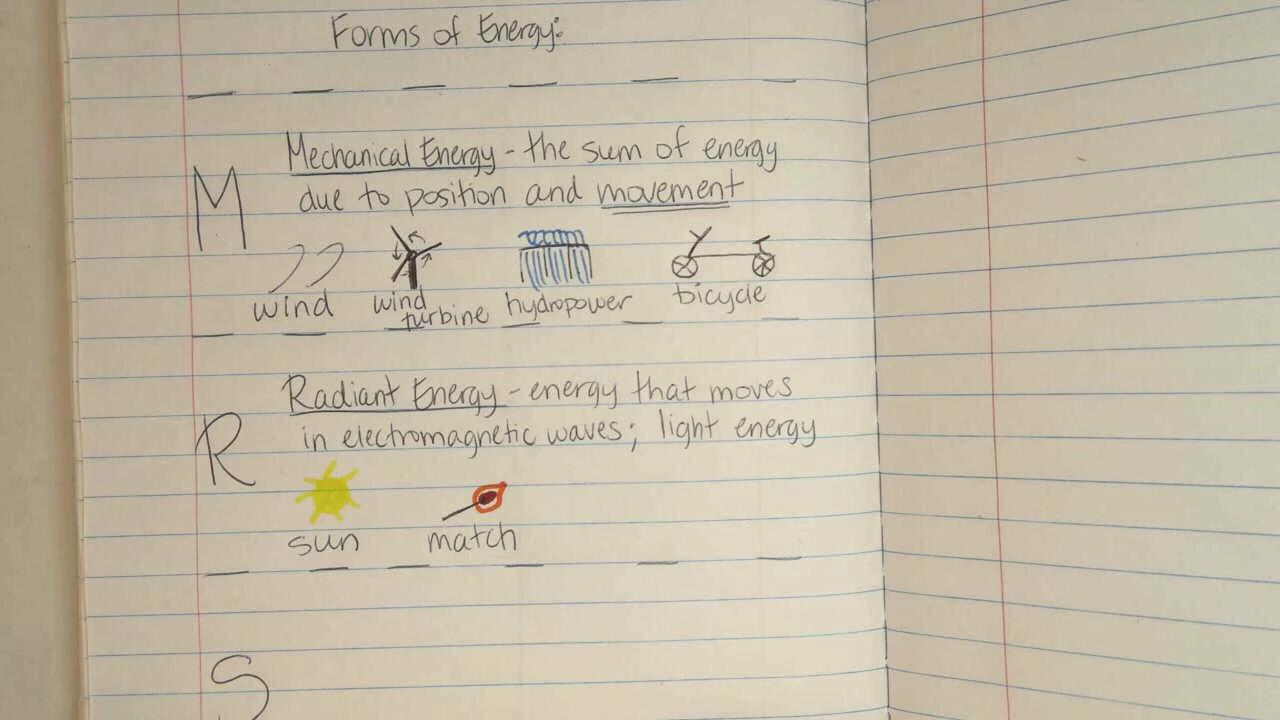 Forms of Energy:
M
Mechanical Energy - the sum of energy
due to position and movement
wind
wind turbine
hydropower
bicycle
R
Radiant Energy - energy that moves
in electromagnetic waves; light energy
sun
match
S